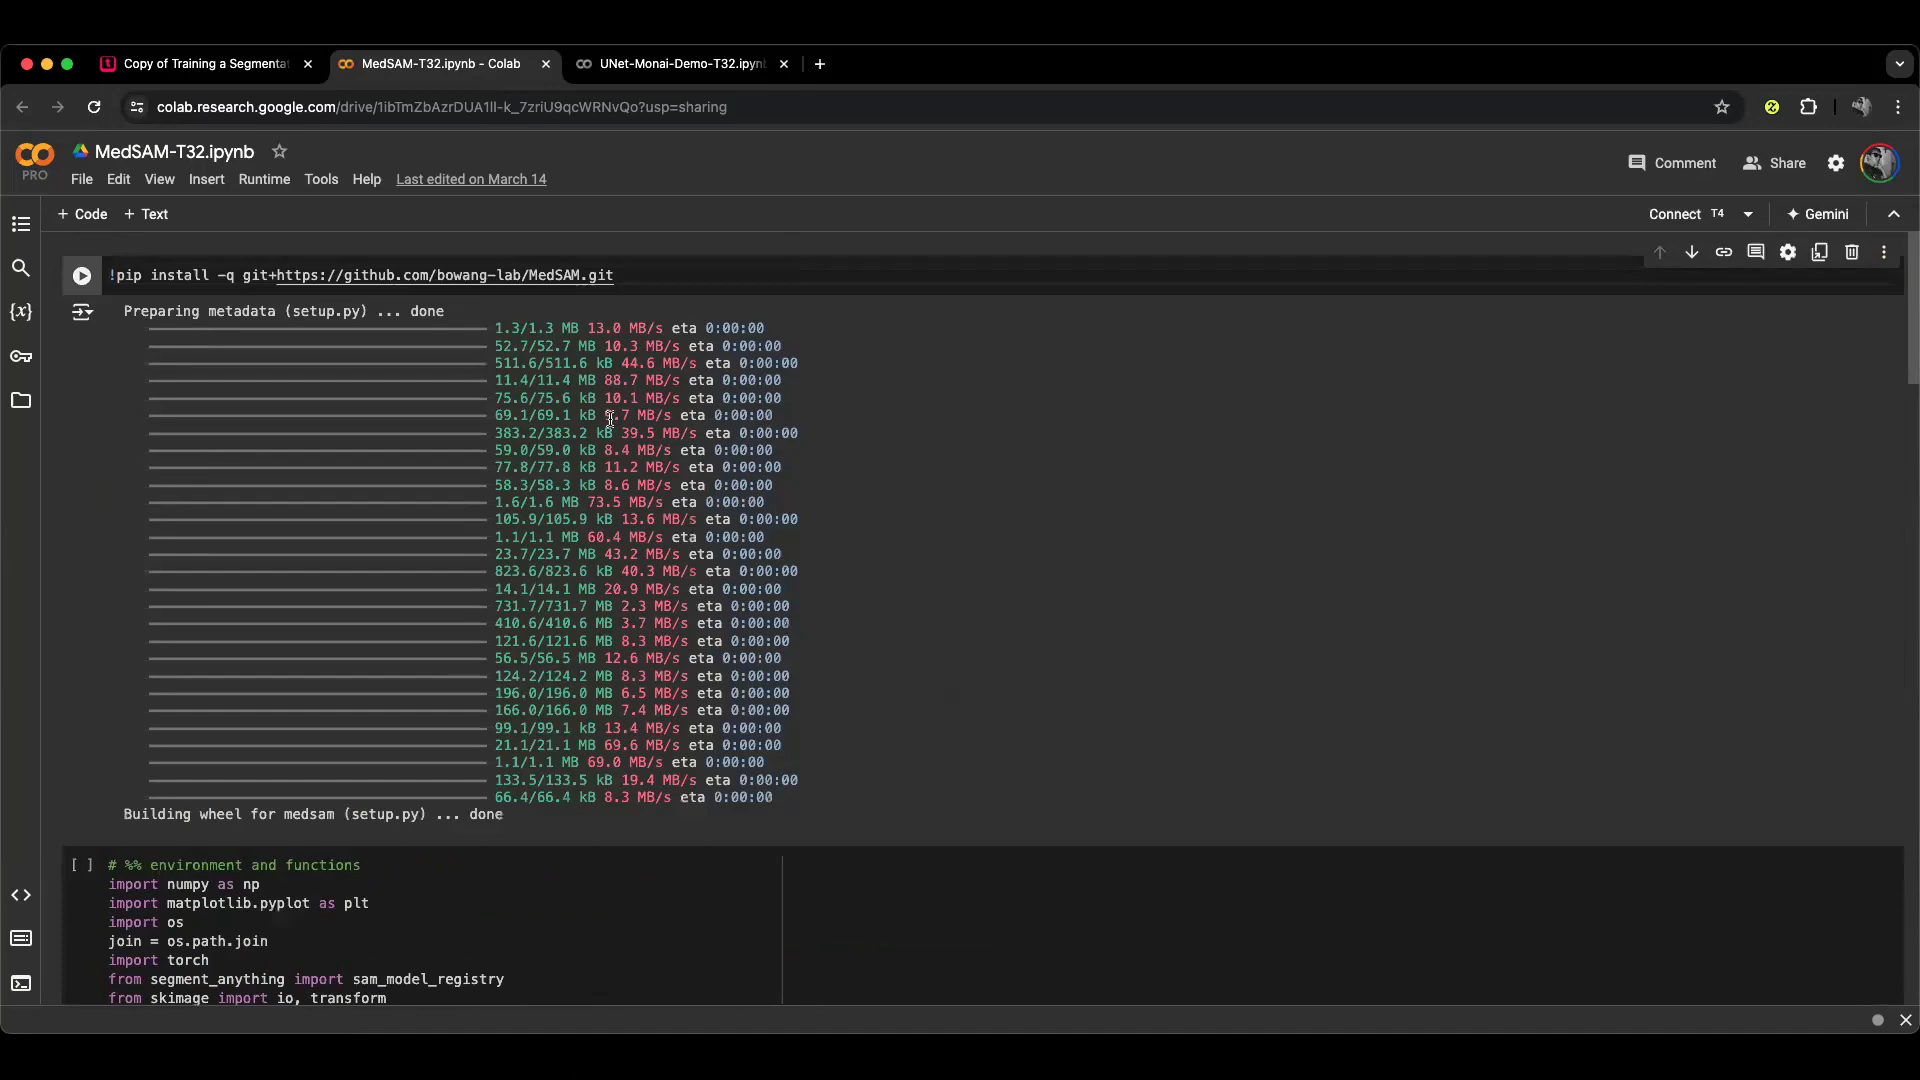 Copy of Training a Segmenta
MedSAM-T32.ipynb - Colab
UNet-Monai-Demo-T32.ipyn
colab.research.google.com/drive/1ibTmZbAzrDUA1Il-k_7zriU9qcWRNvQo?usp=sharing
MedSAM-T32.ipynb
PRO
Comment
Share
File Edit View Insert Runtime Tools Help Last edited on March 14
+ Code + Text
Connect T4
Gemini
!pip install -q git+https://github.com/bowang-lab/MedSAM.git
Preparing metadata (setup.py) ... done
1.3/1.3 MB 13.0 MB/s eta 0:00:00
52.7/52.7 MB 10.3 MB/s eta 0:00:00
511.6/511.6 kB 44.6 MB/s eta 0:00:00
11.4/11.4 MB 88.7 MB/s eta 0:00:00
75.6/75.6 kB 10.1 MB/s eta 0:00:00
69.1/69.1 kB MB/s eta 0:00:00
383.2/383.2 kB 39.5 MB/s eta 0:00:00
59.0/59.0 kB 8.4 MB/s eta 0:00:00
77.8/77.8 kB 11.2 MB/s eta 0:00:00
58.3/58.3 kB 8.6 MB/s eta 0:00:00
1.6/1.6 MB 73.5 MB/s eta 0:00:00
105.9/105.9 kB 13.6 MB/s eta 0:00:00
1.1/1.1 MB 60.4 MB/s eta 0:00:00
23.7/23.7 MB 43.2 MB/s eta 0:00:00
823.6/823.6 kB 40.3 MB/s eta 0:00:00
14.1/14.1 MB 20.9 MB/s eta 0:00:00
731.7/731.7 MB 2.3 MB/s eta 0:00:00
410.6/410.6 MB 3.7 MB/s eta 0:00:00
121.6/121.6 MB 8.3 MB/s eta 0:00:00
56.5/56.5 MB 12.6 MB/s eta 0:00:00
124.2/124.2 MB 8.3 MB/s eta 0:00:00
196.0/196.0 MB 6.5 MB/s eta 0:00:00
166.0/166.0 MB 7.4 MB/s eta 0:00:00
99.1/99.1 kB 13.4 MB/s eta 0:00:00
21.1/21.1 MB 69.6 MB/s eta 0:00:00
1.1/1.1 MB 69.0 MB/s eta 0:00:00
133.5/133.5 kB 19.4 MB/s eta 0:00:00
66.4/66.4 kB 8.3 MB/s eta 0:00:00
Building wheel for medsam (setup.py) ... done
[ ] # %% environment and functions
import numpy as np
import matplotlib.pyplot as plt
import os
join = os.path.join
import torch
from segment_anything import sam_model_registry
from skimage import io, transform